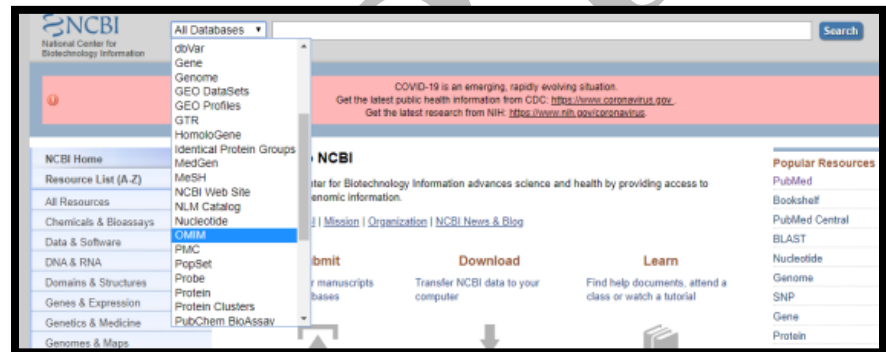 NCBI
National Center for
Biotechnology Information
All Databases
Search
dbVar
Gene
Genome
GEO DataSets
GEO Profiles
GTR
HomoloGene
Identical Protein Groups
MedGen
MeSH
NCBI Web Site
NLM Catalog
Nucleotide
OMIM
PMC
PopSet
Probe
Protein
Protein Clusters
PubChem BioAssay
COVID-19 is an emerging, rapidly evolving situation.
Get the latest public health information from CDC: https://www.coronavirus.gov .
Get the latest research from NIH: https://www.nih.gov/coronavirus.
NCBI Home
Resource List (A-Z)
All Resources
Chemicals & Bioassays
Data & Software
DNA & RNA
Domains & Structures
Genes & Expression
Genetics & Medicine
Genomes & Maps
NCBI
for Biotechnology Information advances science and health by providing access to
information.
| Mission | Organization | NCBI News & Blog
Download
Transfer NCBI data to your
computer
Learn
Find help documents, attend a
class or watch a tutorial
manuscripts
Popular Resources
PubMed
Bookshelf
PubMed Central
BLAST
Nucleotide
Genome
SNP
Gene
Protein